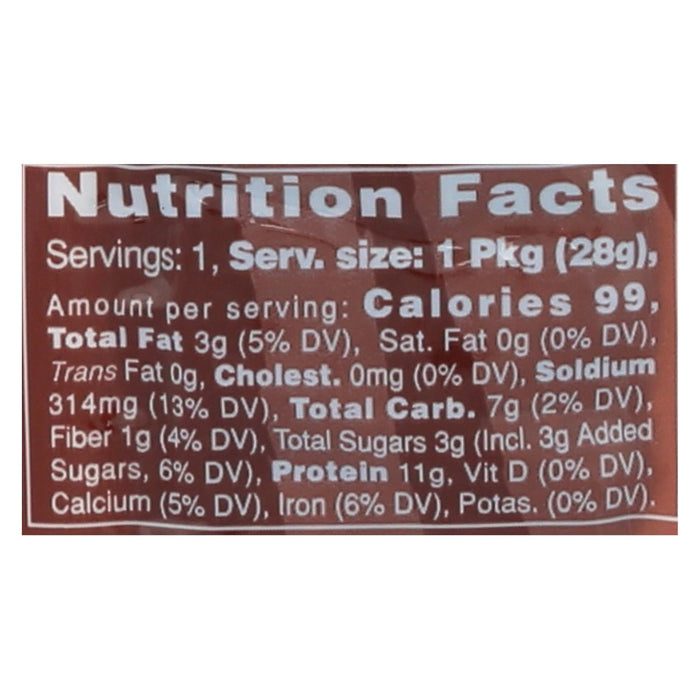 Nutrition Facts
Servings: 1, Serv. size: 1 Pkg (28g),
Amount per serving: Calories 99,
Total Fat 3g (5% DV), Sat. Fat 0g (0% DV),
Trans Fat 0g, Cholest. 0mg (0% DV), Soldium
314mg (13% DV), Total Carb. 7g (2% DV),
Fiber 1g (4% DV), Total Sugars 3g (Incl. 3g Added
Sugars, 6% DV), Protein 11g, Vit D (0% DV),
Calcium (5% DV), Iron (6% DV), Potas. (0% DV).